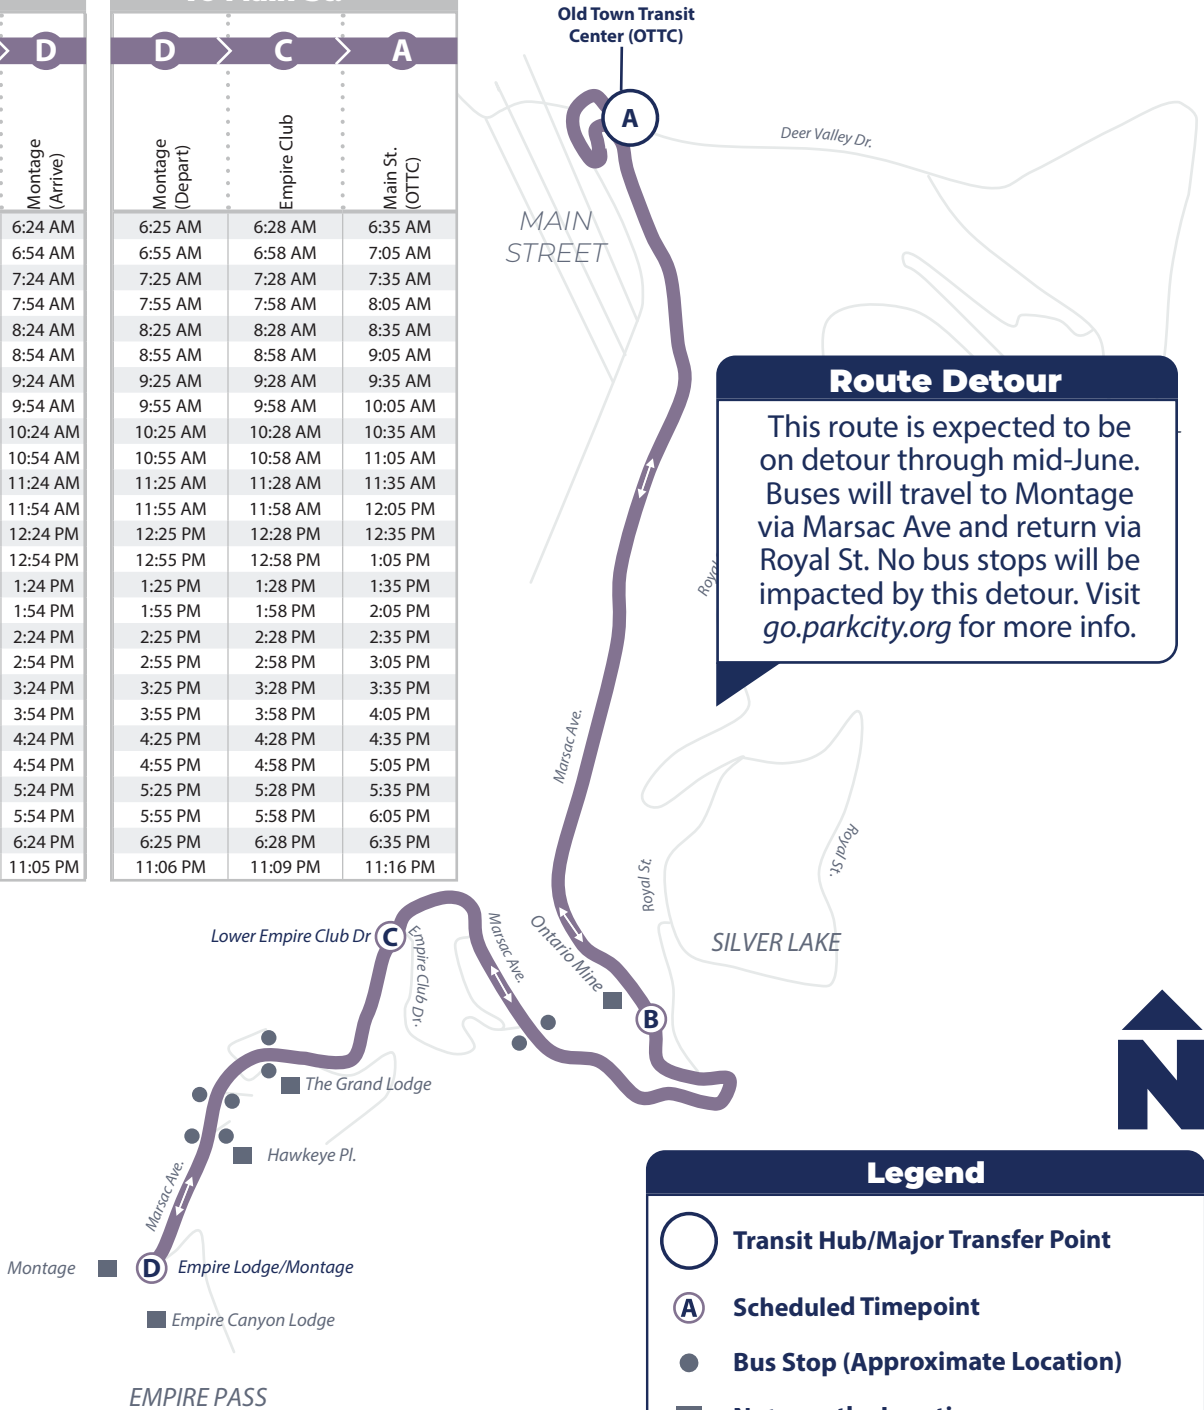 D
D C A
Montage
(Arrive)
Montage
(Depart)
Empire Club
Main St.
(OTTC)
6:24 AM 6:25 AM 6:28 AM 6:35 AM
6:54 AM 6:55 AM 6:58 AM 7:05 AM
7:24 AM 7:25 AM 7:28 AM 7:35 AM
7:54 AM 7:55 AM 7:58 AM 8:05 AM
8:24 AM 8:25 AM 8:28 AM 8:35 AM
8:54 AM 8:55 AM 8:58 AM 9:05 AM
9:24 AM 9:25 AM 9:28 AM 9:35 AM
9:54 AM 9:55 AM 9:58 AM 10:05 AM
10:24 AM 10:25 AM 10:28 AM 10:35 AM
10:54 AM 10:55 AM 10:58 AM 11:05 AM
11:24 AM 11:25 AM 11:28 AM 11:35 AM
11:54 AM 11:55 AM 11:58 AM 12:05 PM
12:24 PM 12:25 PM 12:28 PM 12:35 PM
12:54 PM 12:55 PM 12:58 PM 1:05 PM
1:24 PM 1:25 PM 1:28 PM 1:35 PM
1:54 PM 1:55 PM 1:58 PM 2:05 PM
2:24 PM 2:25 PM 2:28 PM 2:35 PM
2:54 PM 2:55 PM 2:58 PM 3:05 PM
3:24 PM 3:25 PM 3:28 PM 3:35 PM
3:54 PM 3:55 PM 3:58 PM 4:05 PM
4:24 PM 4:25 PM 4:28 PM 4:35 PM
4:54 PM 4:55 PM 4:58 PM 5:05 PM
5:24 PM 5:25 PM 5:28 PM 5:35 PM
5:54 PM 5:55 PM 5:58 PM 6:05 PM
6:24 PM 6:25 PM 6:28 PM 6:35 PM
11:05 PM 11:06 PM 11:09 PM 11:16 PM
Old Town Transit
Center (OTTC)
A
Deer Valley Dr.
MAIN
STREET
Route Detour
This route is expected to be
on detour through mid-June.
Buses will travel to Montage
via Marsac Ave and return via
Royal St. No bus stops will be
impacted by this detour. Visit
go.parkcity.org for more info.
Royal
Marsac Ave.
Royal St.
Royal St.
SILVER LAKE
Ontario Mine
B
Marsac Ave.
Lower Empire Club Dr
C
Empire Club Dr.
The Grand Lodge
Hawkeye Pl.
Marsac Ave.
Montage
D
Empire Lodge/Montage
Empire Canyon Lodge
EMPIRE PASS
N
Legend
Transit Hub/Major Transfer Point
A Scheduled Timepoint
Bus Stop (Approximate Location)